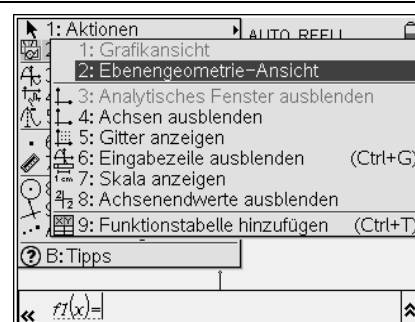 1: Aktionen
AUTO REELL
1: Grafikansicht
2: Ebenengeometrie-Ansicht
3: Analytisches Fenster ausblenden
4: Achsen ausblenden
5: Gitter anzeigen
6: Eingabezeile ausblenden (Ctrl+G)
7: Skala anzeigen
8: Achsenendwerte ausblenden
9: Funktionstabelle hinzufügen (Ctrl+T)
B: Tipps
f1(x)=